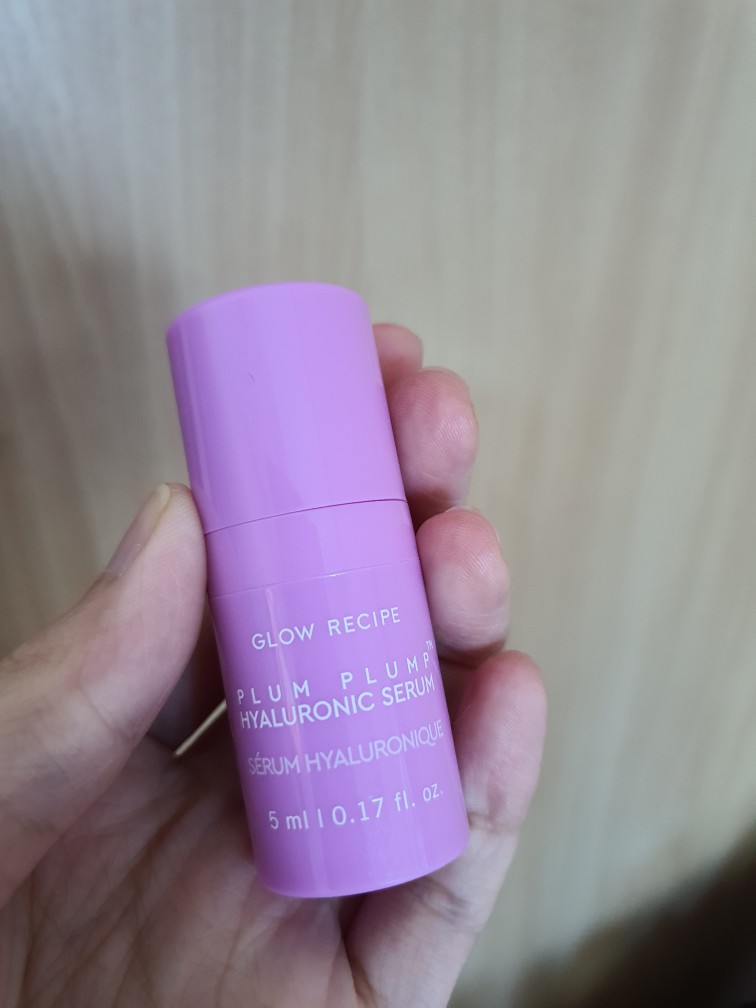 GLOW RECIPE
PLUM PLUMP™
HYALURONIC SERUM
SÉRUM HYALURONIQUE
5 ml | 0.17 fl. oz.